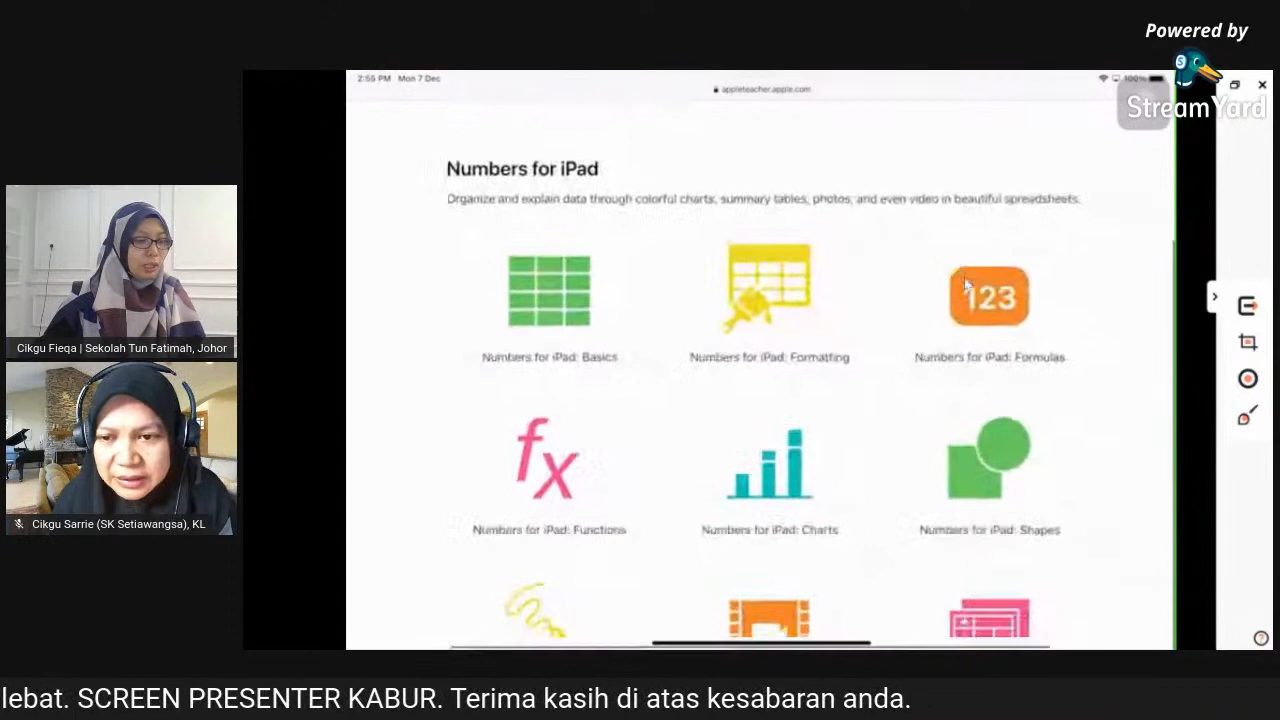 Powered by
StreamYard
2:55 PM Mon 7 Dec
appleteacher.apple.com
100%
Numbers for iPad
Organize and explain data through colorful charts, summary tables, photos, and even video in beautiful spreadsheets.
123
Numbers for iPad: Basics
Numbers for iPad: Formatting
Numbers for iPad: Formulas
fx
Numbers for iPad: Functions
Numbers for iPad: Charts
Numbers for iPad: Shapes
Cikgu Fieqa | Sekolah Tun Fatimah, Johor
Cikgu Sarrie (SK Setiawangsa), KL
lebat. SCREEN PRESENTER KABUR. Terima kasih di atas kesabaran anda.